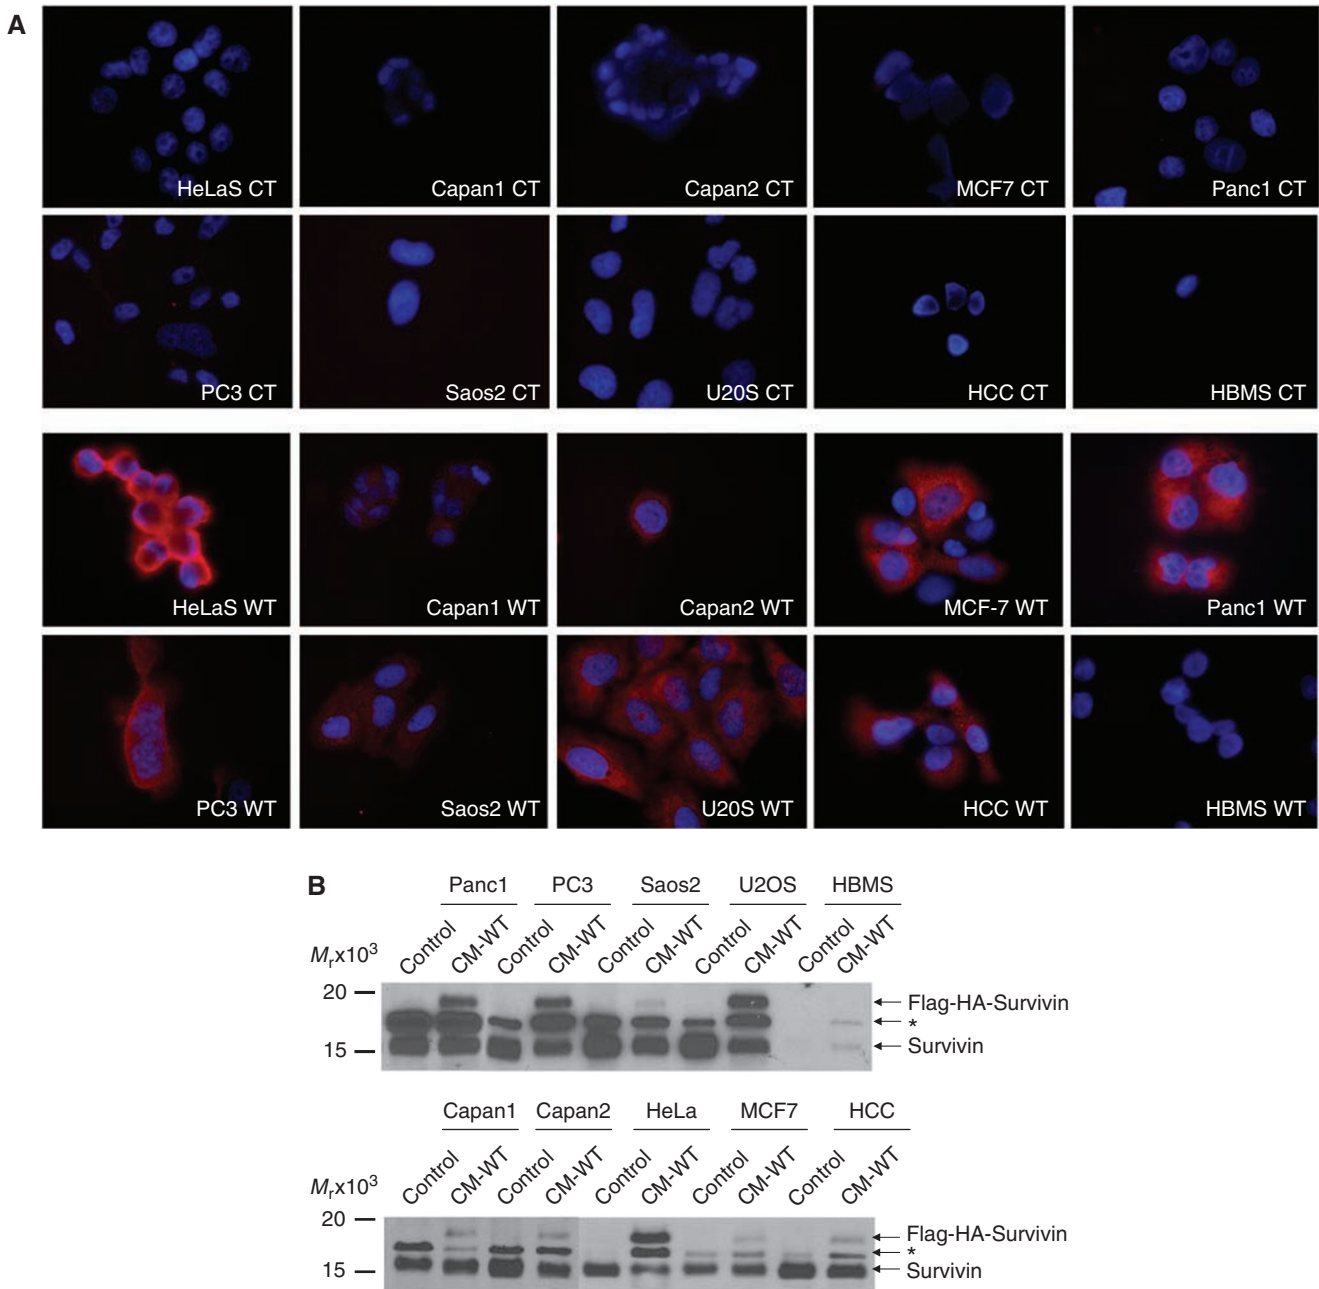 A
HeLaS CT
Capan1 CT
Capan2 CT
MCF7 CT
Panc1 CT
PC3 CT
Saos2 CT
U20S CT
HCC CT
HBMS CT
HeLaS WT
Capan1 WT
Capan2 WT
MCF-7 WT
Panc1 WT
PC3 WT
Saos2 WT
U20S WT
HCC WT
HBMS WT
B
Panc1 PC3 Saos2 U2OS HBMS
Control CM-WT Control CM-WT Control CM-WT Control CM-WT Control CM-WT
Mrx10³
20
15
Flag-HA-Survivin
*
Survivin
Capan1 Capan2 HeLa MCF7 HCC
Control CM-WT Control CM-WT Control CM-WT Control CM-WT Control CM-WT
Mrx10³
20
15
Flag-HA-Survivin
*
Survivin